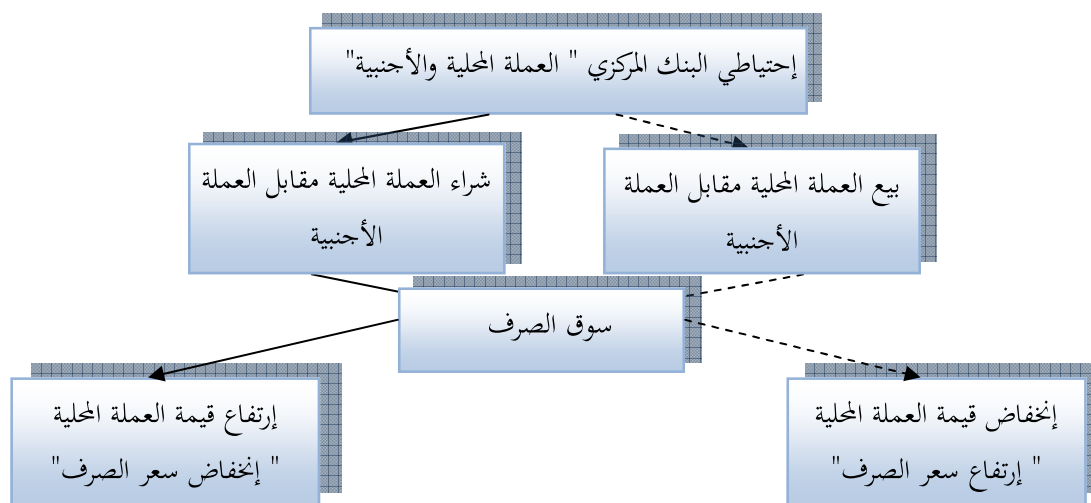 إحتياطي البنك المركزي " العملة المحلية والأجنبية"
بيع العملة المحلية مقابل العملة
الأجنبية
شراء العملة المحلية مقابل العملة
الأجنبية
سوق الصرف
إنخفاض قيمة العملة المحلية
" إرتفاع سعر الصرف"
إرتفاع قيمة العملة المحلية
" إنخفاض سعر الصرف"